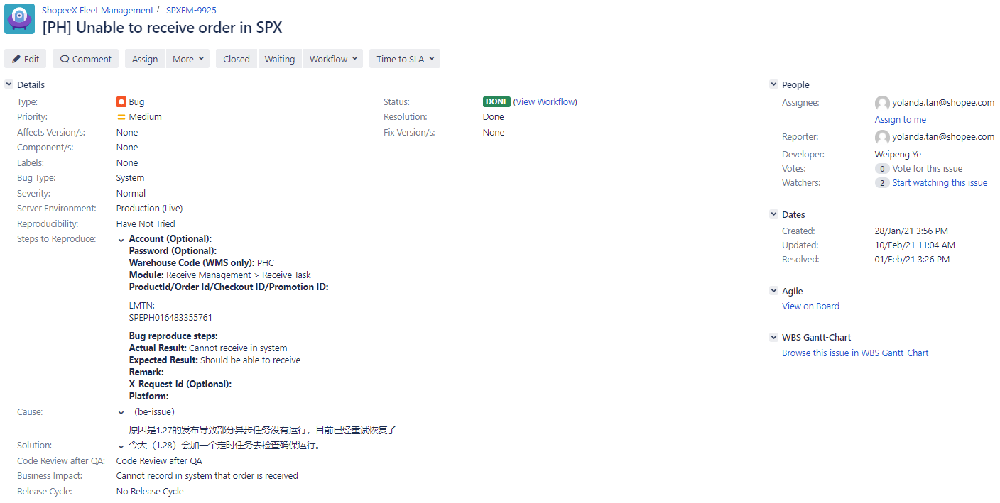 ShopeeX Fleet Management / SPXFM-9925
[PH] Unable to receive order in SPX
Edit Comment Assign More Closed Waiting Workflow Time to SLA
Details
Type: Bug
Priority: Medium
Affects Version/s: None
Component/s: None
Labels: None
Bug Type: System
Severity: Normal
Server Environment: Production (Live)
Reproducibility: Have Not Tried
Steps to Reproduce: Account (Optional):
Password (Optional):
Warehouse Code (WMS only): PHC
Module: Receive Management > Receive Task
ProductId/Order Id/Checkout ID/Promotion ID:
LMTN:
SPEPH016483355761
Bug reproduce steps:
Actual Result: Cannot receive in system
Expected Result: Should be able to receive
Remark:
X-Request-id (Optional):
Platform:
Cause: （be-issue）
原因是1.27的发布导致部分异步任务没有运行，目前已经重试恢复了
Solution: 今天（1.28）会加一个定时任务去检查确保运行。
Code Review after QA: Code Review after QA
Business Impact: Cannot record in system that order is received
Release Cycle: No Release Cycle
Status: DONE (View Workflow)
Resolution: Done
Fix Version/s: None
People
Assignee: yolanda.tan@shopee.com
Assign to me
Reporter: yolanda.tan@shopee.com
Developer: Weipeng Ye
Votes: 0 Vote for this issue
Watchers: 2 Start watching this issue
Dates
Created: 28/Jan/21 3:56 PM
Updated: 10/Feb/21 11:04 AM
Resolved: 01/Feb/21 3:26 PM
Agile
View on Board
WBS Gantt-Chart
Browse this issue in WBS Gantt-Chart